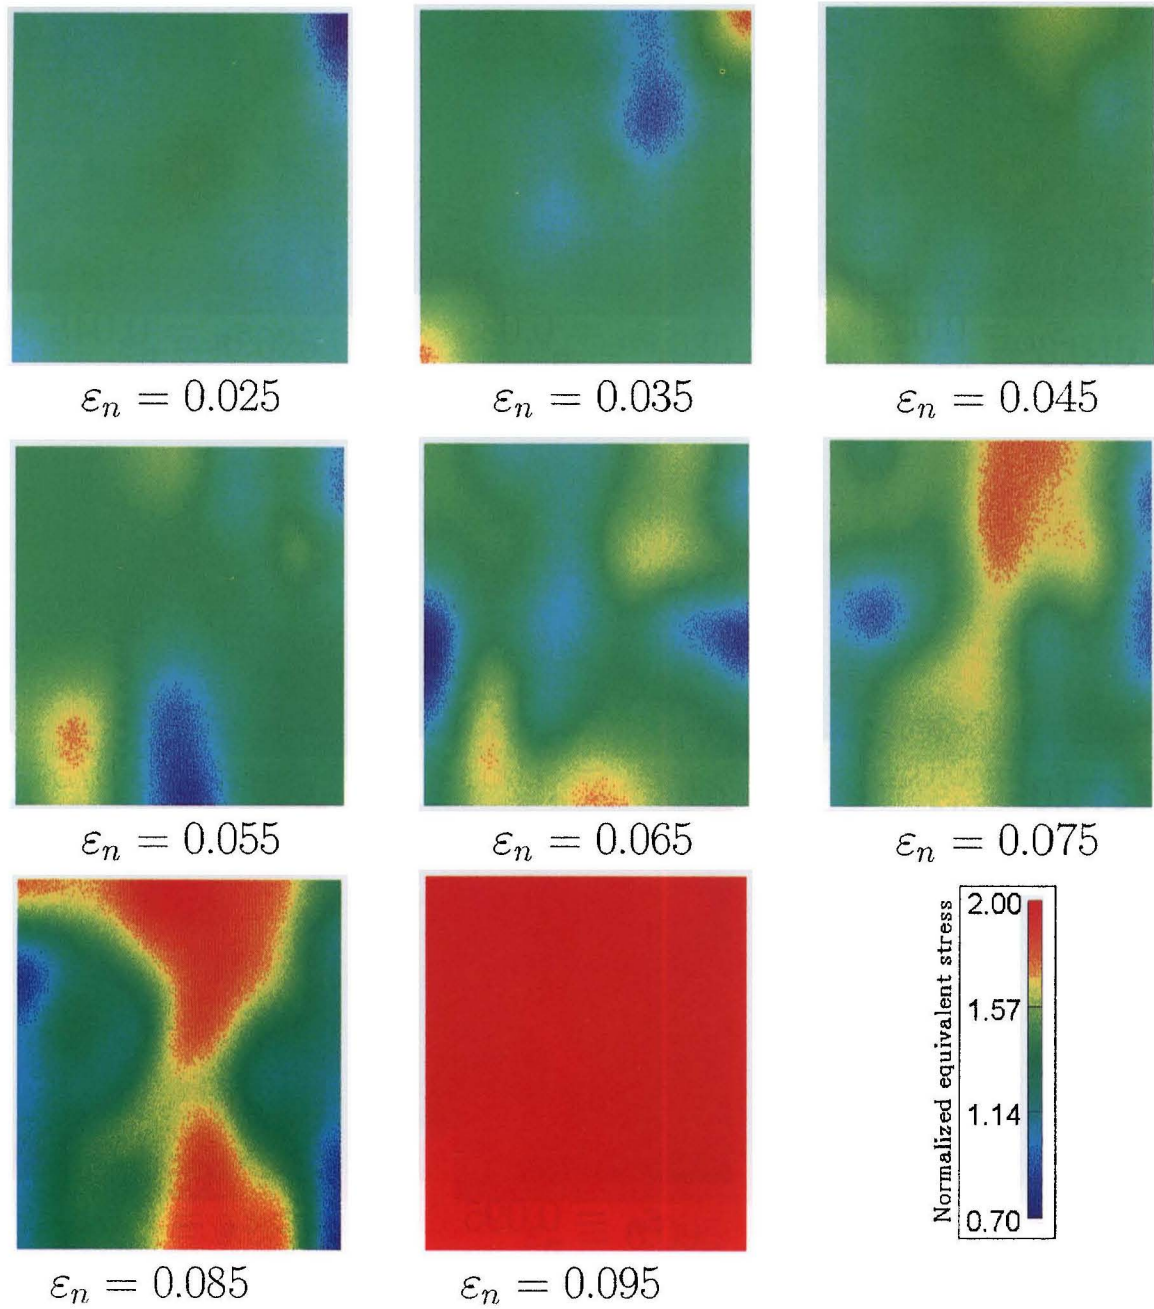 εₙ = 0.025
εₙ = 0.035
εₙ = 0.045
εₙ = 0.055
εₙ = 0.065
εₙ = 0.075
Normalized equivalent stress
2.00
1.57
1.14
0.70
εₙ = 0.085
εₙ = 0.095